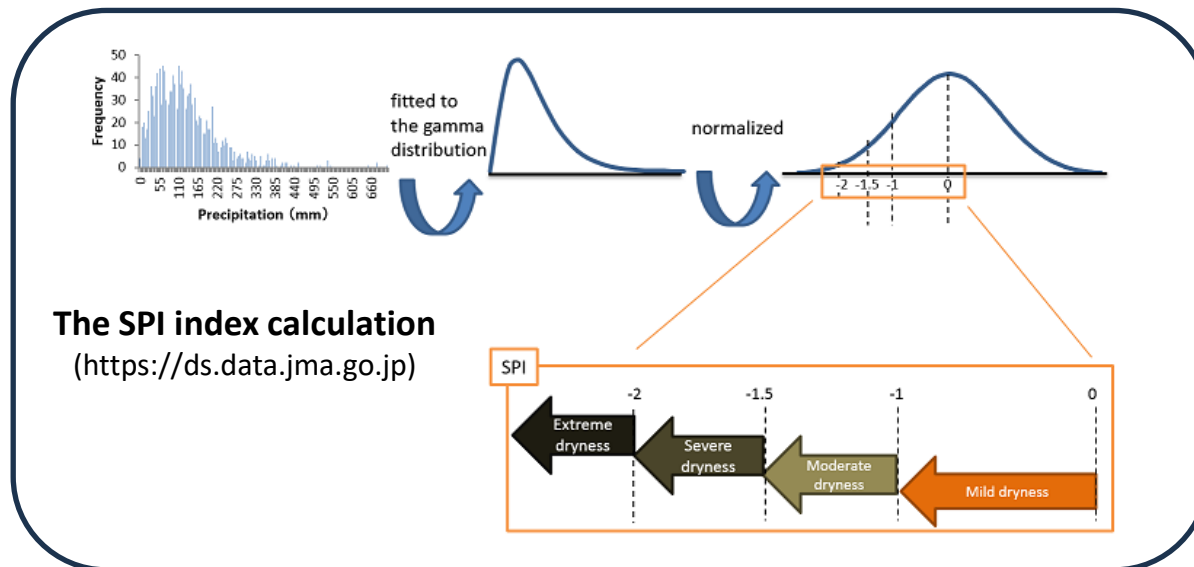 50
40
30
20
10
0
Frequency
0
55
110
165
220
275
330
385
440
495
550
605
660
Precipitation (mm)
fitted to
the gamma
distribution
normalized
-2 -1.5 -1 0
The SPI index calculation
(https://ds.data.jma.go.jp)
SPI
-2 -1.5 -1 0
Extreme
dryness
Severe
dryness
Moderate
dryness
Mild dryness